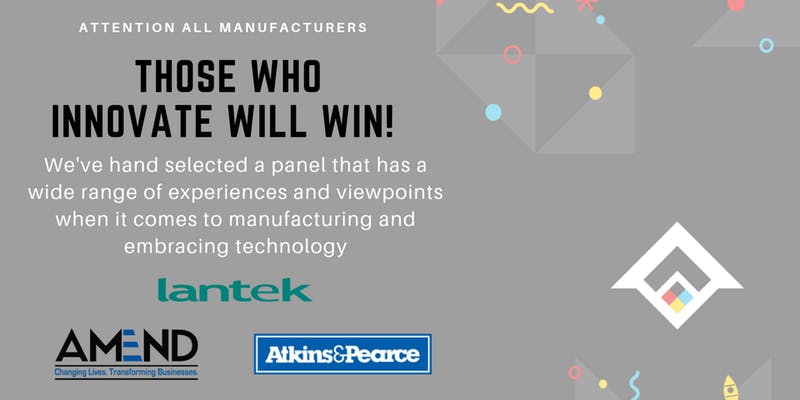 ATTENTION ALL MANUFACTURERS
THOSE WHO
INNOVATE WILL WIN!
We've hand selected a panel that has a
wide range of experiences and viewpoints
when it comes to manufacturing and
embracing technology
lantek
AMEND
Changing Lives. Transforming Businesses.
Atkins&Pearce